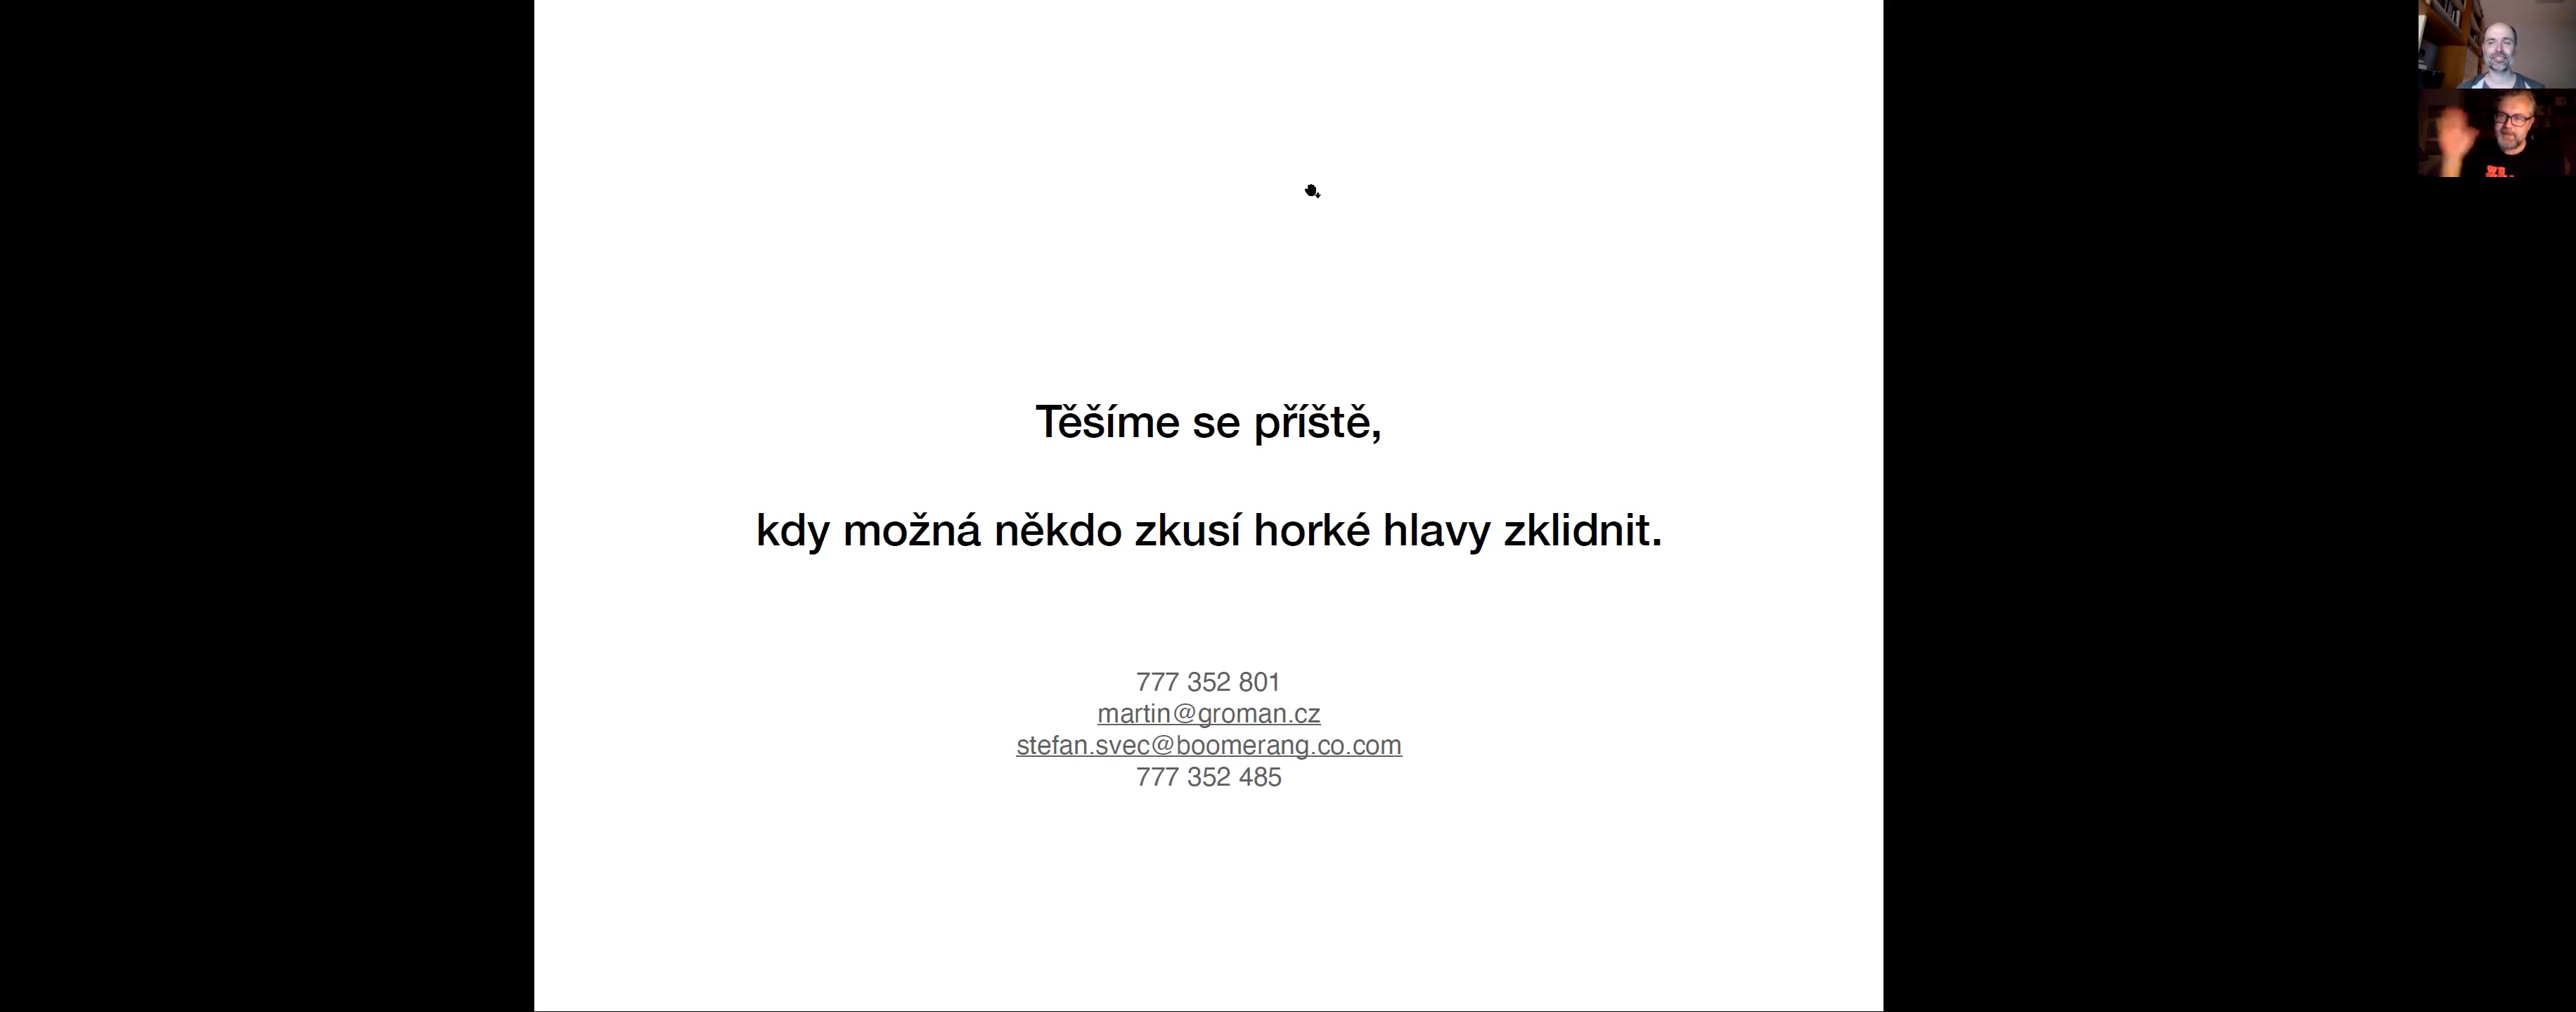 Těšíme se příště,
kdy možná někdo zkusí horké hlavy zklidnit.
777 352 801
martin@groman.cz
stefan.svec@boomerang.co.com
777 352 485